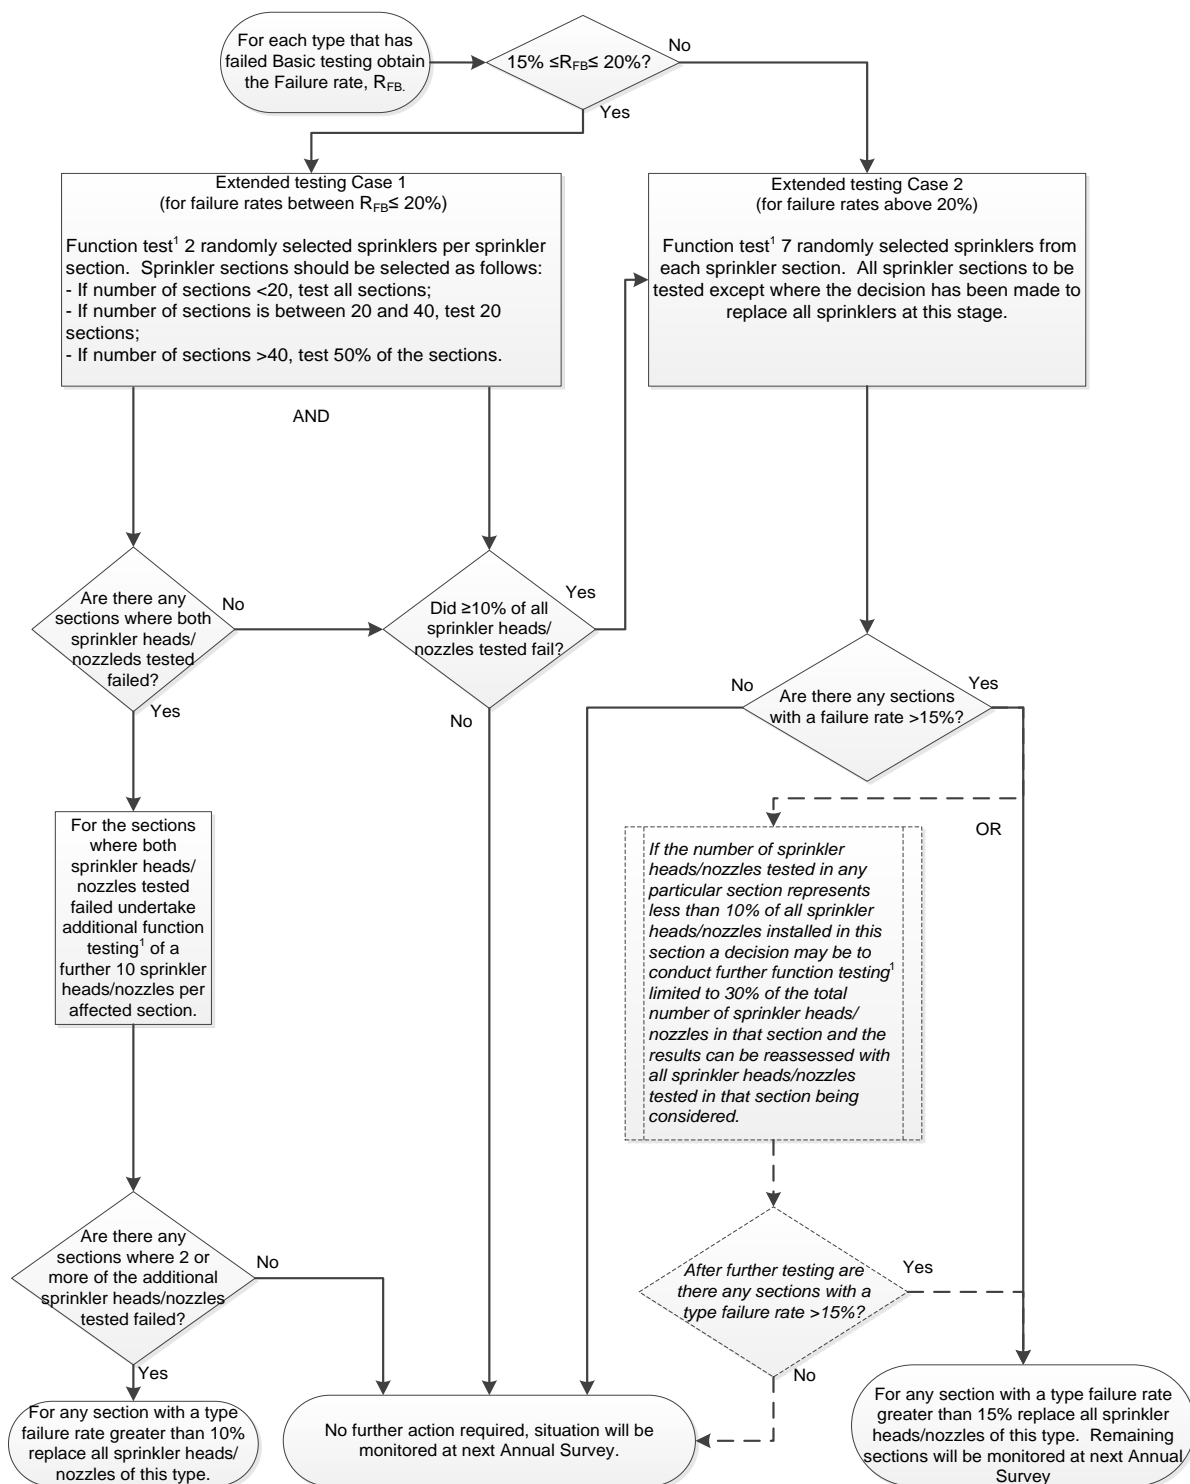 For each type that has
failed Basic testing obtain
the Failure rate, RFB.
15% ≤RFB≤ 20%?
No
Yes
Extended testing Case 1
(for failure rates between RFB≤ 20%)
Function test1 2 randomly selected sprinklers per sprinkler
section. Sprinkler sections should be selected as follows:
- If number of sections <20, test all sections;
- If number of sections is between 20 and 40, test 20
sections;
- If number of sections >40, test 50% of the sections.
Extended testing Case 2
(for failure rates above 20%)
Function test1 7 randomly selected sprinklers from
each sprinkler section. All sprinkler sections to be
tested except where the decision has been made to
replace all sprinklers at this stage.
AND
Are there any
sections where both
sprinkler heads/
nozzleds tested
failed?
No
Yes
Did ≥10% of all
sprinkler heads/
nozzles tested fail?
Yes
No
Are there any sections
with a failure rate >15%?
No
Yes
OR
For the sections
where both
sprinkler heads/
nozzles tested
failed undertake
additional function
testing1 of a
further 10 sprinkler
heads/nozzles per
affected section.
If the number of sprinkler
heads/nozzles tested in any
particular section represents
less than 10% of all sprinkler
heads/nozzles installed in this
section a decision may be to
conduct further function testing1
limited to 30% of the total
number of sprinkler heads/
nozzles in that section and the
results can be reassessed with
all sprinkler heads/nozzles
tested in that section being
considered.
Are there any
sections where 2 or
more of the additional
sprinkler heads/nozzles
tested failed?
No
Yes
After further testing are
there any sections with a
type failure rate >15%?
Yes
No
For any section with a type
failure rate greater than 10%
replace all sprinkler heads/
nozzles of this type.
No further action required, situation will be
monitored at next Annual Survey.
For any section with a type failure rate
greater than 15% replace all sprinkler
heads/nozzles of this type. Remaining
sections will be monitored at next Annual
Survey